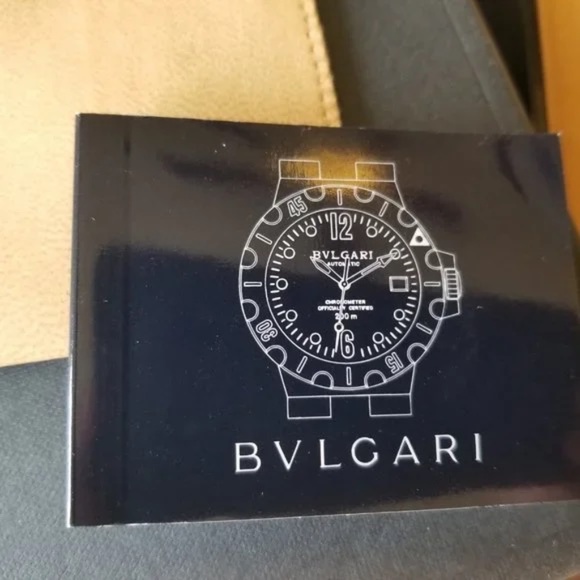 45
12
BVLGARI
AUTOMATIC
CHRONOMETER
OFFICIALLY CERTIFIED
200 m
30
6
15
BVLGARI